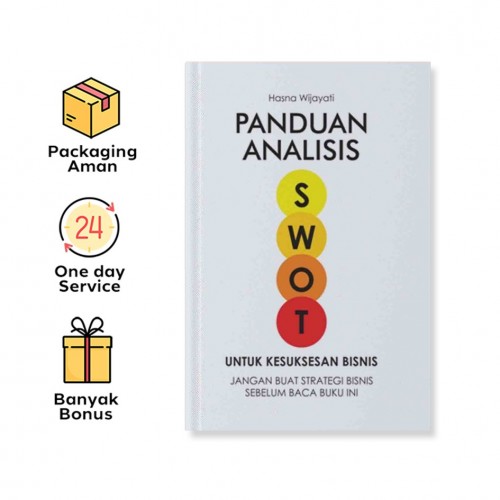 Packaging
Aman
24
One day
Service
Banyak
Bonus
Hasna Wijayati
PANDUAN
ANALISIS
S
W
O
T
UNTUK KESUKSESAN BISNIS
JANGAN BUAT STRATEGI BISNIS
SEBELUM BACA BUKU INI